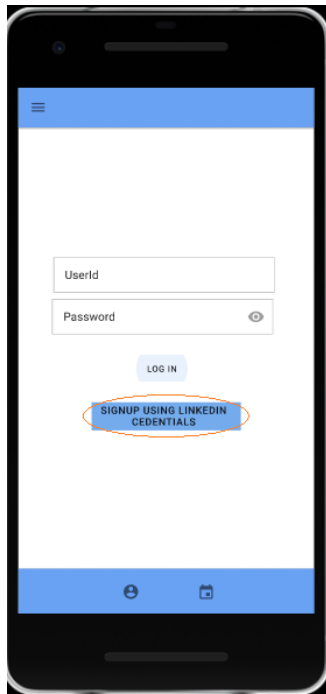 UserId
Password
LOG IN
SIGNUP USING LINKEDIN
CEDENTIALS